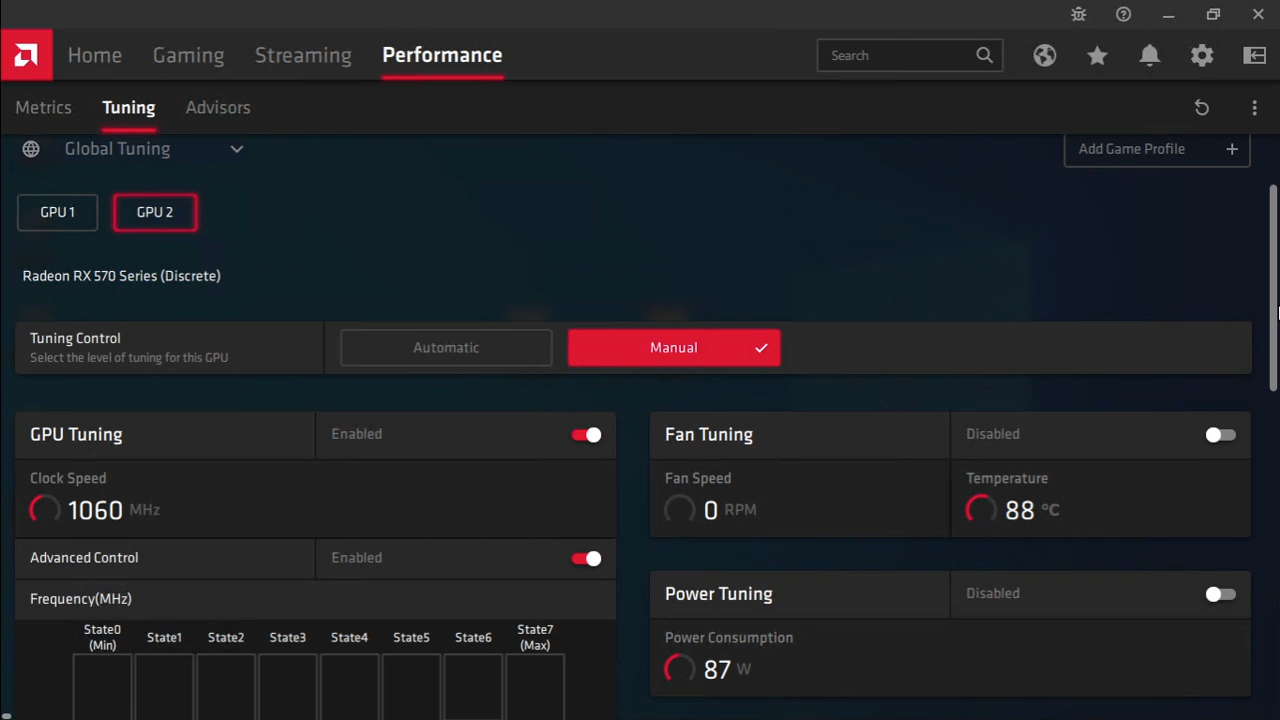 Home Gaming Streaming Performance Search
Metrics Tuning Advisors
Global Tuning Add Game Profile
GPU 1 GPU 2
Radeon RX 570 Series (Discrete)
Tuning Control
Select the level of tuning for this GPU
Automatic Manual
GPU Tuning Enabled
Clock Speed
1060 MHz
Advanced Control Enabled
Frequency(MHz)
State0
(Min)
State1
State2
State3
State4
State5
State6
State7
(Max)
Fan Tuning Disabled
Fan Speed Temperature
0 RPM 88 °C
Power Tuning Disabled
Power Consumption
87 W